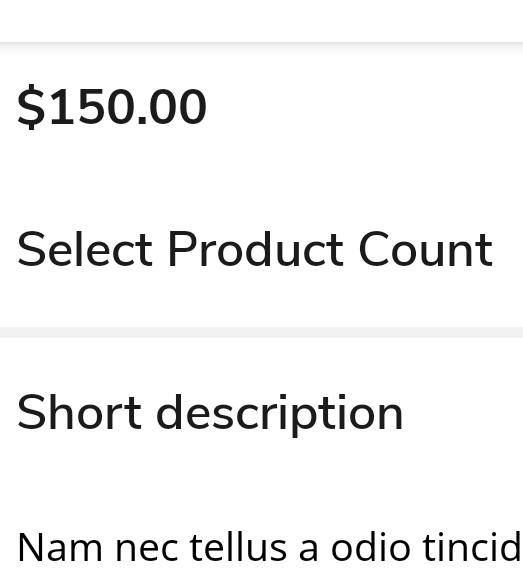 $150.00
Select Product Count
Short description
Nam nec tellus a odio tincid